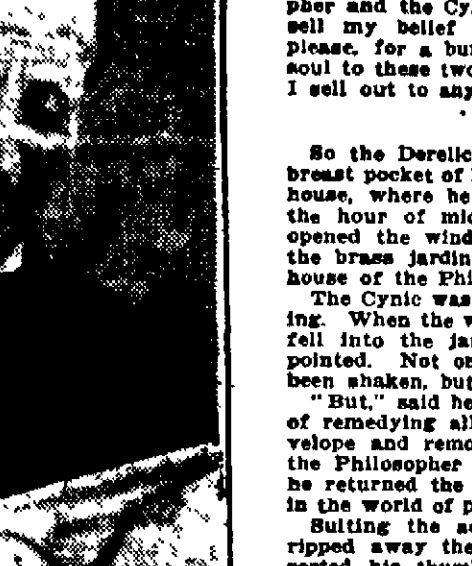 pher and the Cy
sell my belief
please, for a bu
soul to these two
I sell out to any
So the Derelic
breast pocket of
house, where he
the hour of mid
opened the wind
the brass jardin
house of the Phi
The Cynic was
ing. When the w
fell into the jar
pointed. Not on
been shaken, but
"But," said he
of remedying all
velope and remo
the Philosopher
he returned the
in the world of p
Suiting the ac
ripped away the